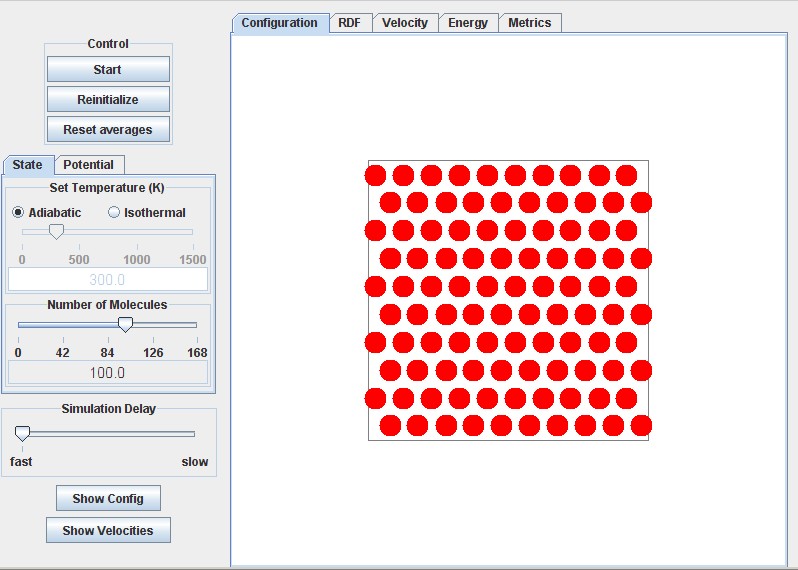 Configuration RDF Velocity Energy Metrics
Control
Start
Reinitialize
Reset averages
State Potential
Set Temperature (K)
Adiabatic Isothermal
0 500 1000 1500
300.0
Number of Molecules
0 42 84 126 168
100.0
Simulation Delay
fast slow
Show Config
Show Velocities